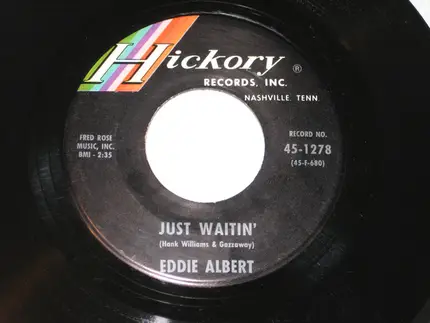 Hickory ®
RECORDS, INC.
NASHVILLE, TENN.
FRED ROSE
MUSIC, INC.
BMI - 2:35
RECORD NO.
45-1278
(45-F-680)
JUST WAITIN'
(Hank Williams & Gazzaway)
EDDIE ALBERT